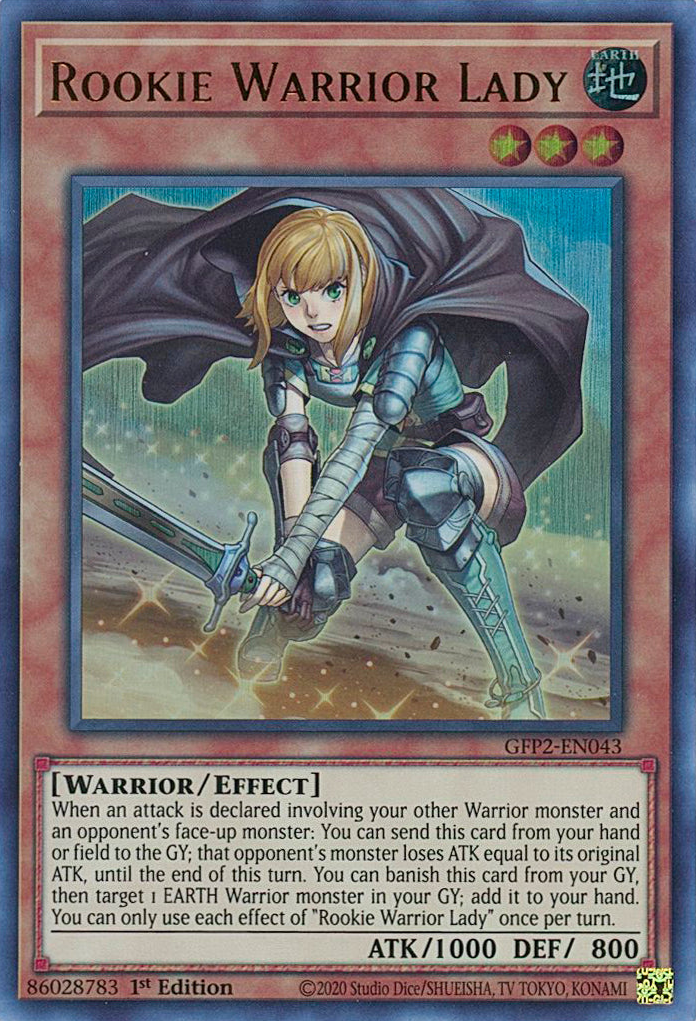 ROOKIE WARRIOR LADY
EARTH
地
GFP2-EN043
[WARRIOR/EFFECT]
When an attack is declared involving your other Warrior monster and
an opponent's face-up monster: You can send this card from your hand
or field to the GY; that opponent's monster loses ATK equal to its original
ATK, until the end of this turn. You can banish this card from your GY,
then target 1 EARTH Warrior monster in your GY; add it to your hand.
You can only use each effect of "Rookie Warrior Lady" once per turn.
ATK/1000 DEF/ 800
86028783 1st Edition ©2020 Studio Dice/SHUEISHA, TV TOKYO, KONAMI